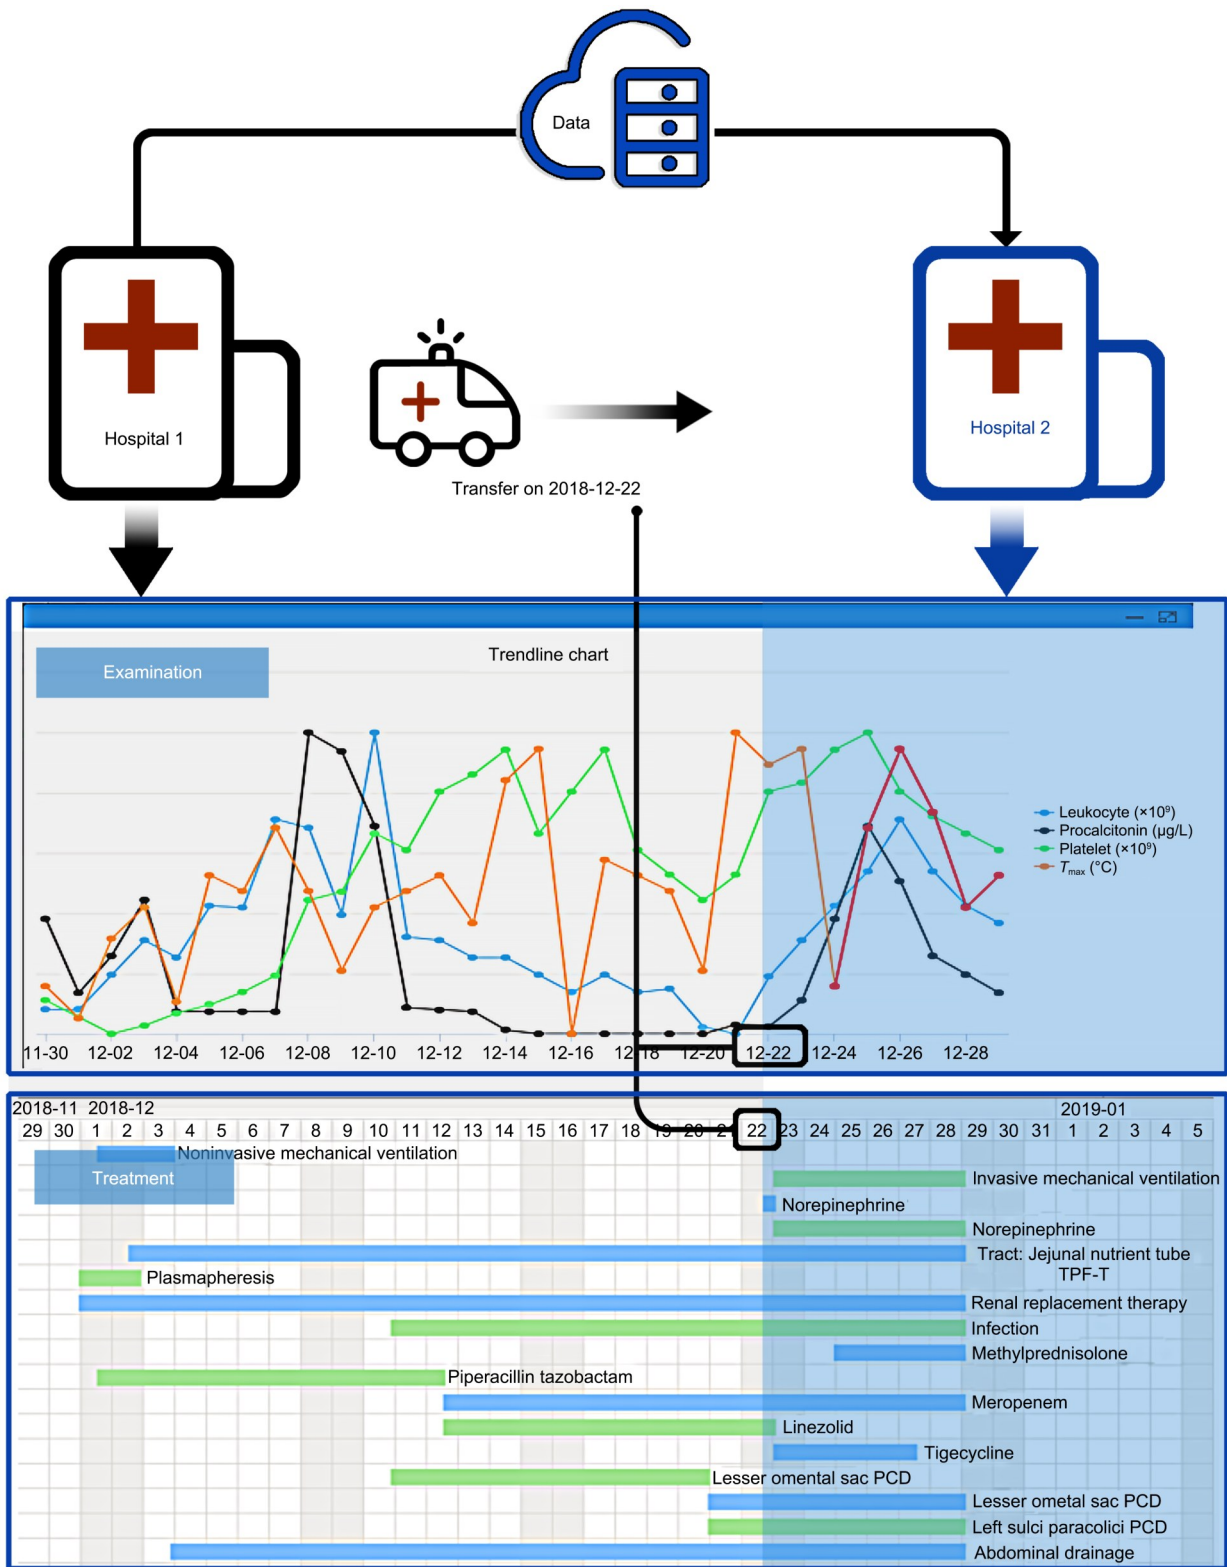 Data
Hospital 1
Hospital 2
Transfer on 2018-12-22
Examination
Trendline chart
Leukocyte (×10⁹)
Procalcitonin (μg/L)
Platelet (×10⁹)
Tmax (°C)
11-30 12-02 12-04 12-06 12-08 12-10 12-12 12-14 12-16 12-18 12-20 12-22 12-24 12-26 12-28
2018-11 2018-12 2019-01
29 30 1 2 3 4 5 6 7 8 9 10 11 12 13 14 15 16 17 18 19 20 2 22 23 24 25 26 27 28 29 30 31 1 2 3 4 5
Noninvasive mechanical ventilation
Treatment
Invasive mechanical ventilation
Norepinephrine
Norepinephrine
Tract: Jejunal nutrient tube
TPF-T
Plasmapheresis
Renal replacement therapy
Infection
Methylprednisolone
Piperacillin tazobactam
Meropenem
Linezolid
Tigecycline
Lesser omental sac PCD
Lesser ometal sac PCD
Left sulci paracolici PCD
Abdominal drainage